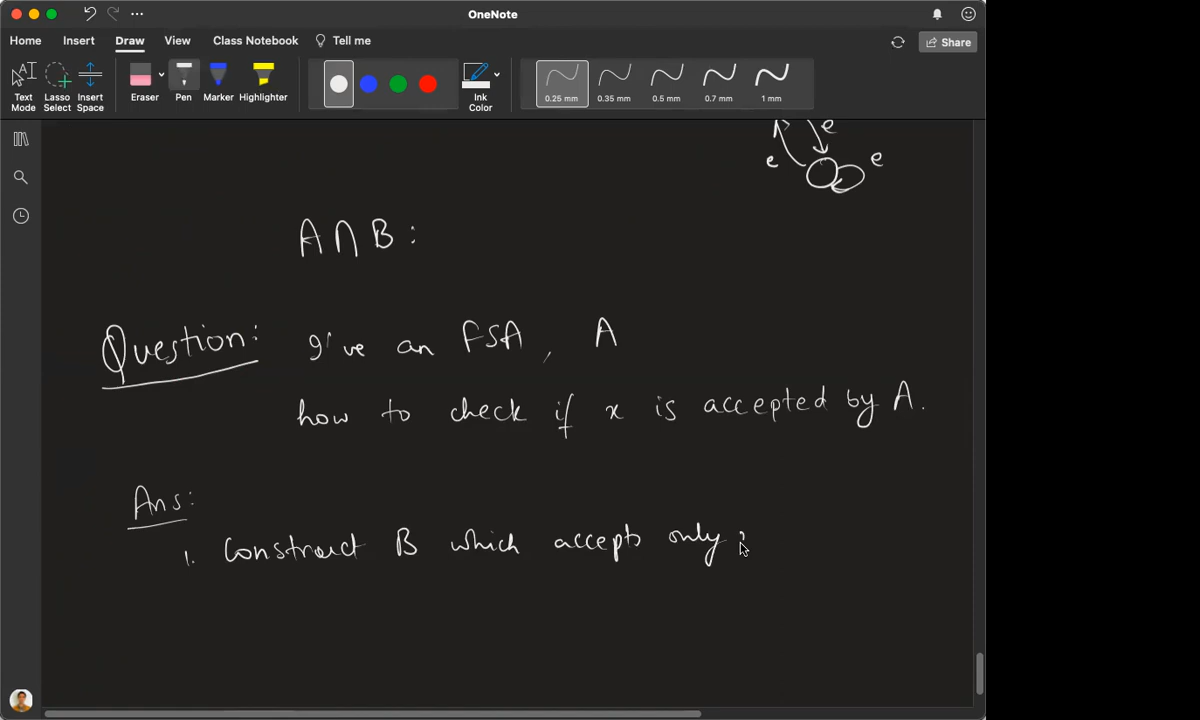 OneNote
Home Insert Draw View Class Notebook Tell me
Share
Text Mode
Lasso Select
Insert Space
Eraser
Pen
Marker
Highlighter
Ink Color
0.25 mm
0.35 mm
0.5 mm
0.7 mm
1 mm
e
e e
A ∩ B :
Question: give an FSA, A
how to check if x is accepted by A.
Ans:
1. Construct B which accepts only